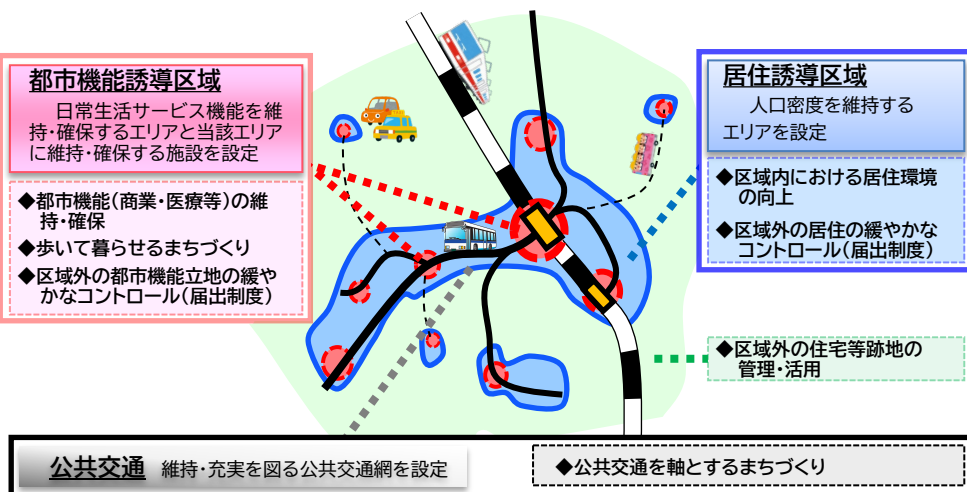 都市機能誘導区域
日常生活サービス機能を維
持・確保するエリアと当該エリア
に維持・確保する施設を設定
◆都市機能(商業・医療等)の維
持・確保
◆歩いて暮らせるまちづくり
◆区域外の都市機能立地の緩や
かなコントロール(届出制度)
居住誘導区域
人口密度を維持する
エリアを設定
◆区域内における居住環境
の向上
◆区域外の居住の緩やかな
コントロール(届出制度)
◆区域外の住宅等跡地の
管理・活用
公共交通 維持・充実を図る公共交通網を設定
◆公共交通を軸とするまちづくり